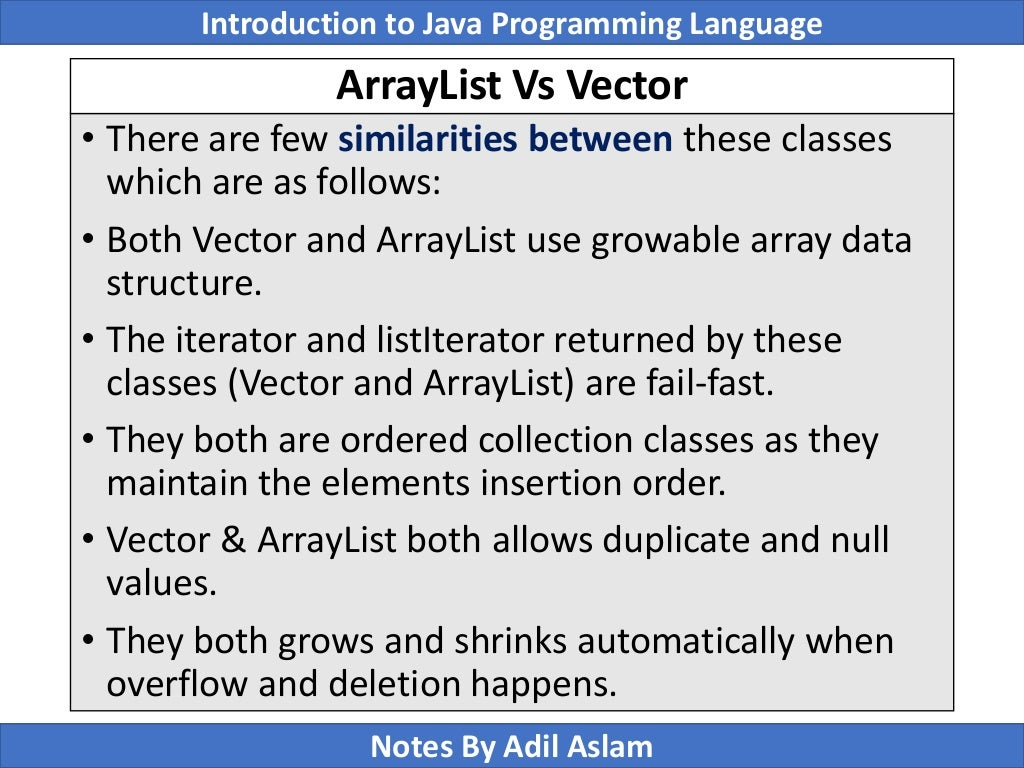 Introduction to Java Programming Language
ArrayList Vs Vector
• There are few similarities between these classes
which are as follows:
• Both Vector and ArrayList use growable array data
structure.
• The iterator and listIterator returned by these
classes (Vector and ArrayList) are fail-fast.
• They both are ordered collection classes as they
maintain the elements insertion order.
• Vector & ArrayList both allows duplicate and null
values.
• They both grows and shrinks automatically when
overflow and deletion happens.
Notes By Adil Aslam